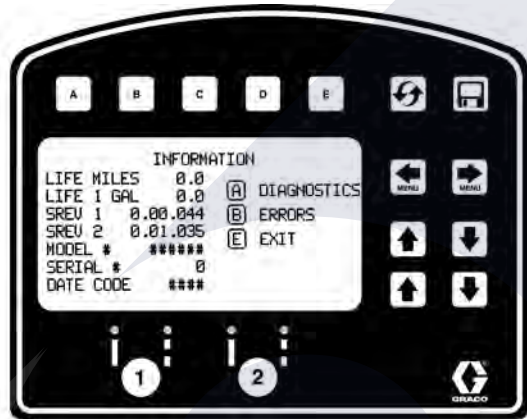 A B C D E
INFORMATION
LIFE MILES 0.0
LIFE 1 GAL 0.0
SREV 1 0.00.044
SREV 2 0.01.035
MODEL # ######
SERIAL # 0
DATE CODE ####
A DIAGNOSTICS
B ERRORS
E EXIT
MENU MENU
1 2
G
GRACO